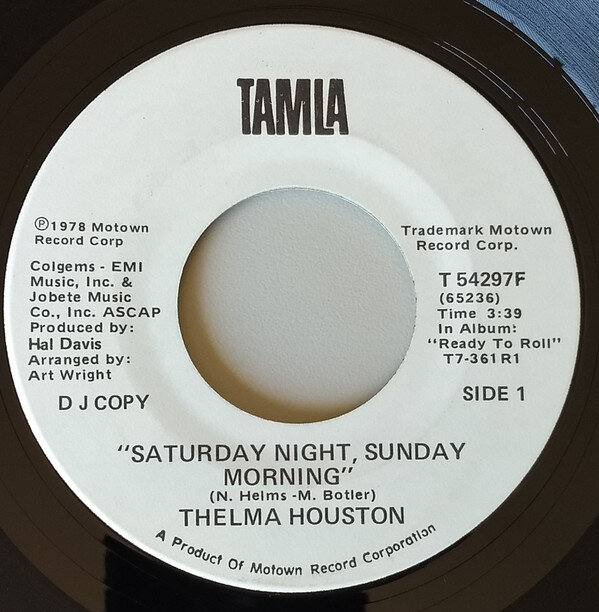 TAMLA
℗1978 Motown
Record Corp
Colgems - EMI
Music, Inc. &
Jobete Music
Co., Inc. ASCAP
Produced by:
Hal Davis
Arranged by:
Art Wright
D J COPY
Trademark Motown
Record Corp.
T 54297F
(65236)
Time 3:39
In Album:
"Ready To Roll"
T7-361 R1
SIDE 1
"SATURDAY NIGHT, SUNDAY
MORNING"
(N. Helms -M. Botler)
THELMA HOUSTON
A Product Of Motown Record Corporation